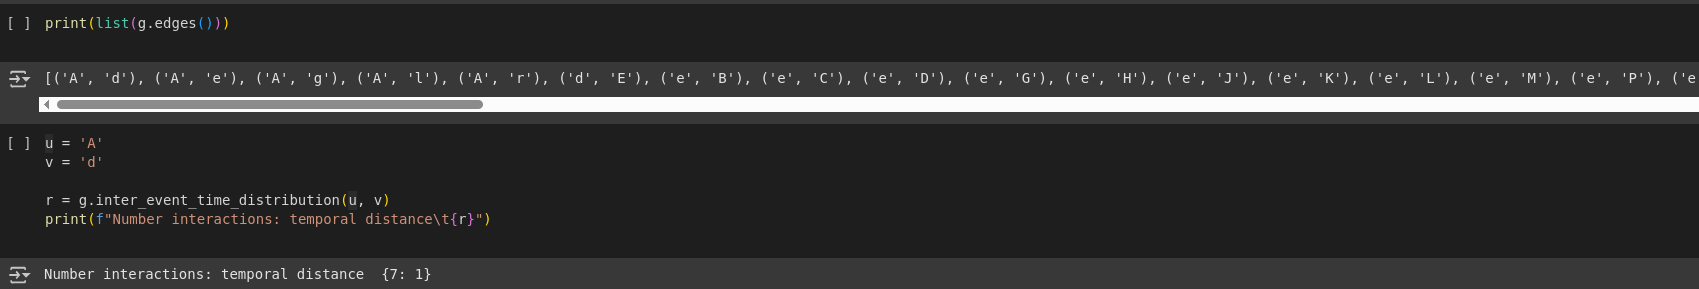 [ ] print(list(g.edges()))
[('A', 'd'), ('A', 'e'), ('A', 'g'), ('A', 'l'), ('A', 'r'), ('d', 'E'), ('e', 'B'), ('e', 'C'), ('e', 'D'), ('e', 'G'), ('e', 'H'), ('e', 'J'), ('e', 'K'), ('e', 'L'), ('e', 'M'), ('e', 'P'), ('e
[ ] u = 'A'
v = 'd'
r = g.inter_event_time_distribution(u, v)
print(f"Number interactions: temporal distance\t{r}")
Number interactions: temporal distance  {7: 1}